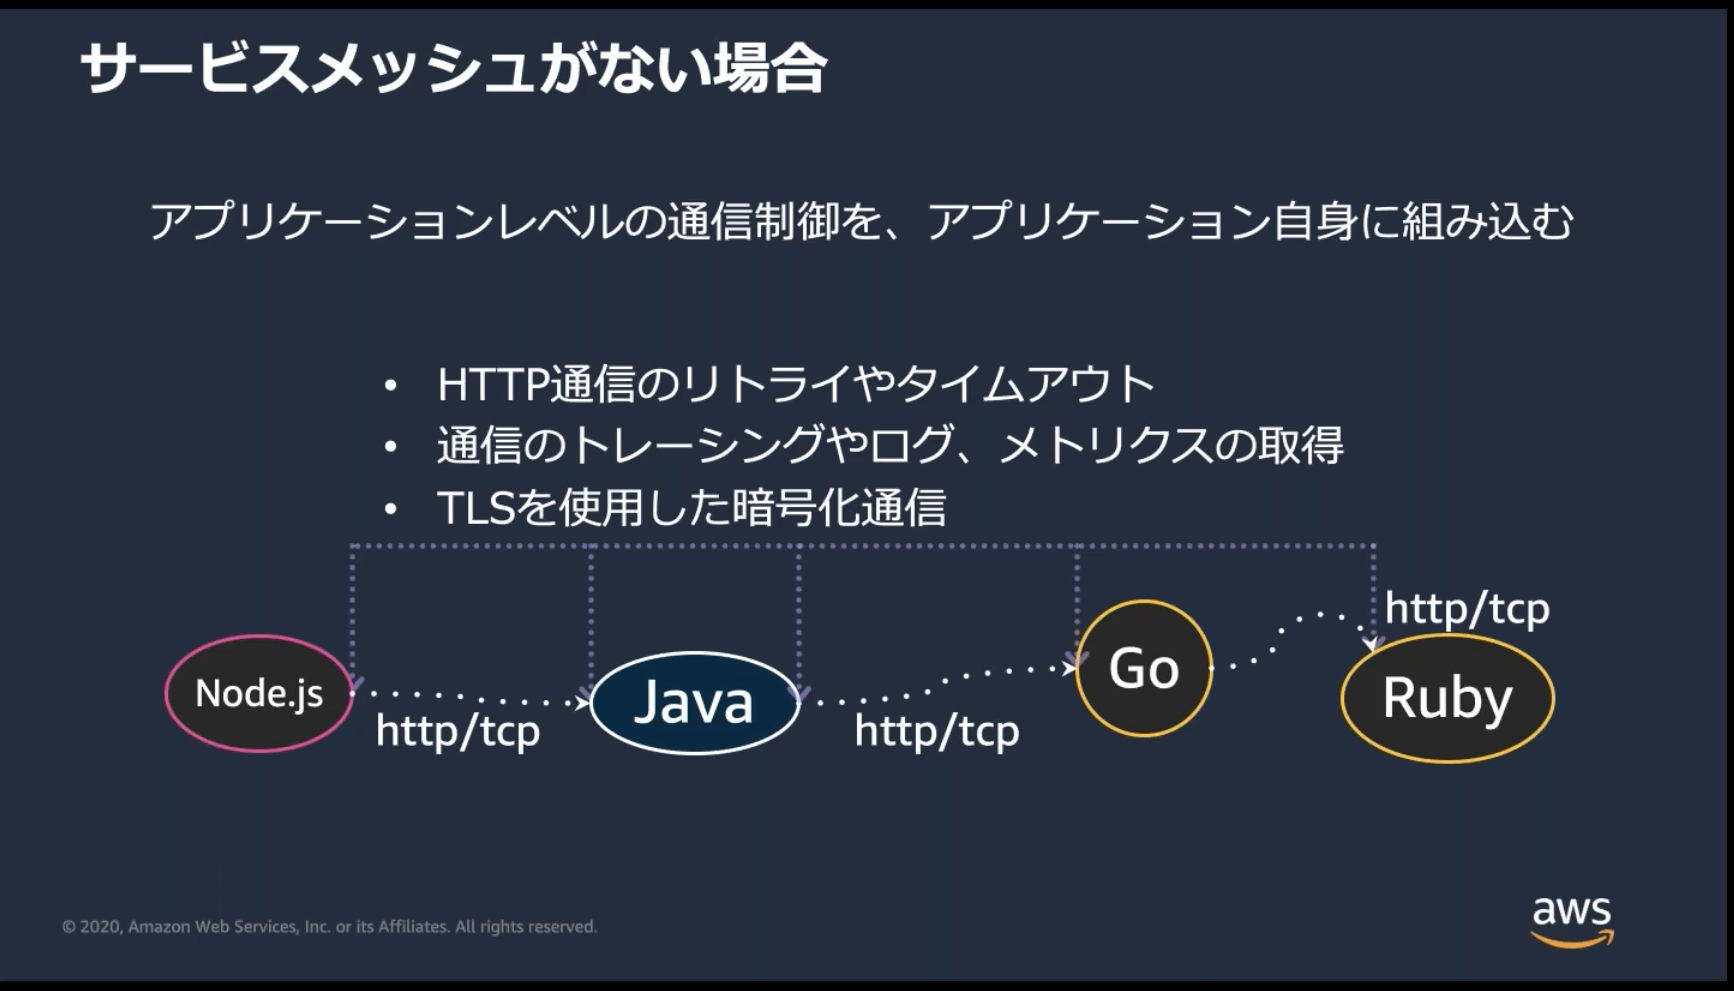 サービスメッシュがない場合
アプリケーションレベルの通信制御を、アプリケーション自身に組み込む
• HTTP通信のリトライやタイムアウト
• 通信のトレーシングやログ、メトリクスの取得
• TLSを使用した暗号化通信
Node.js
http/tcp
Java
http/tcp
Go
http/tcp
Ruby
© 2020, Amazon Web Services, Inc. or its Affiliates. All rights reserved.
aws